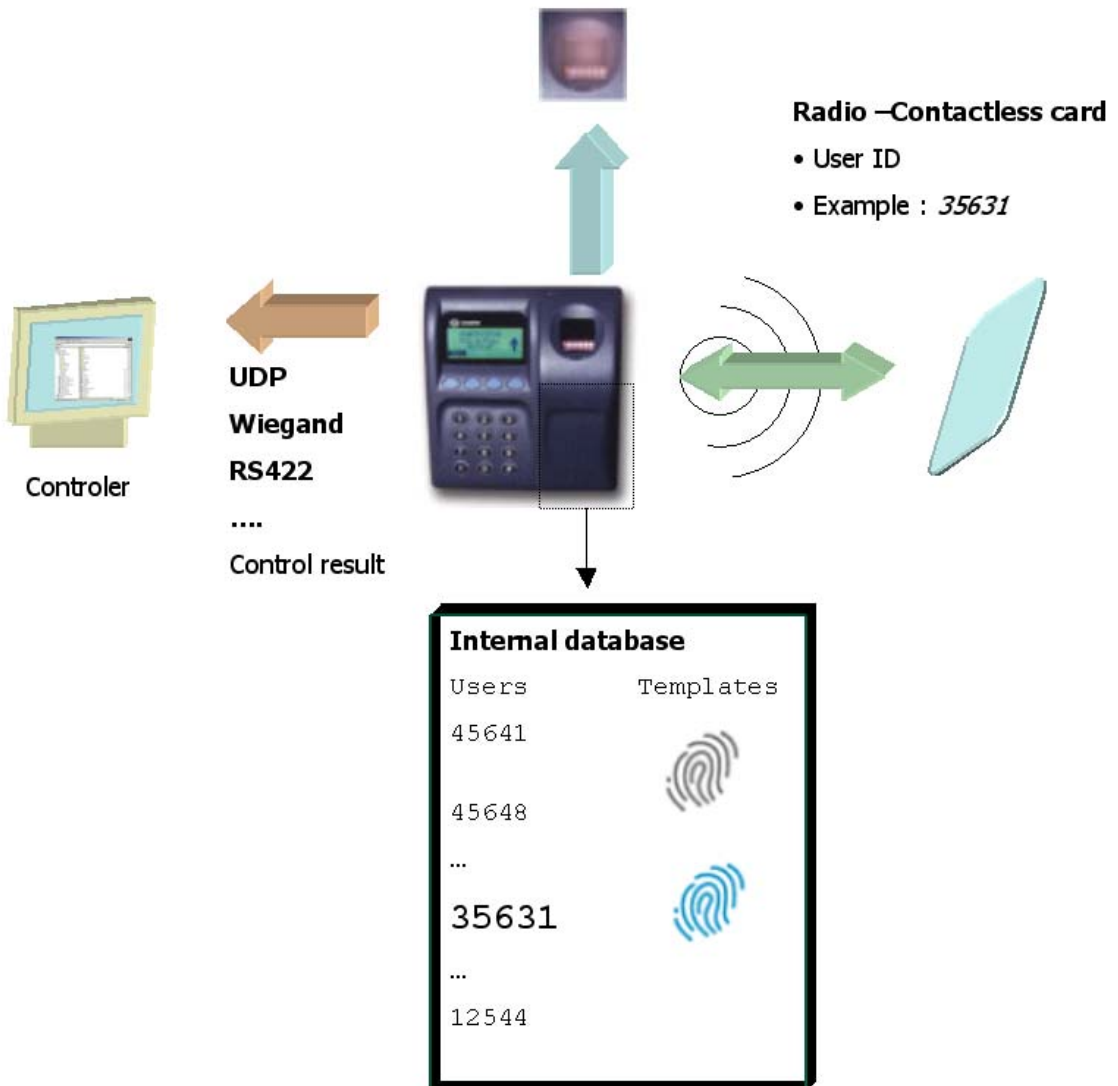 Radio –Contactless card
• User ID
• Example : 35631
UDP
Wiegand
RS422
....
Control result
Controler
Internal database
Users Templates
45641
45648
...
35631
...
12544